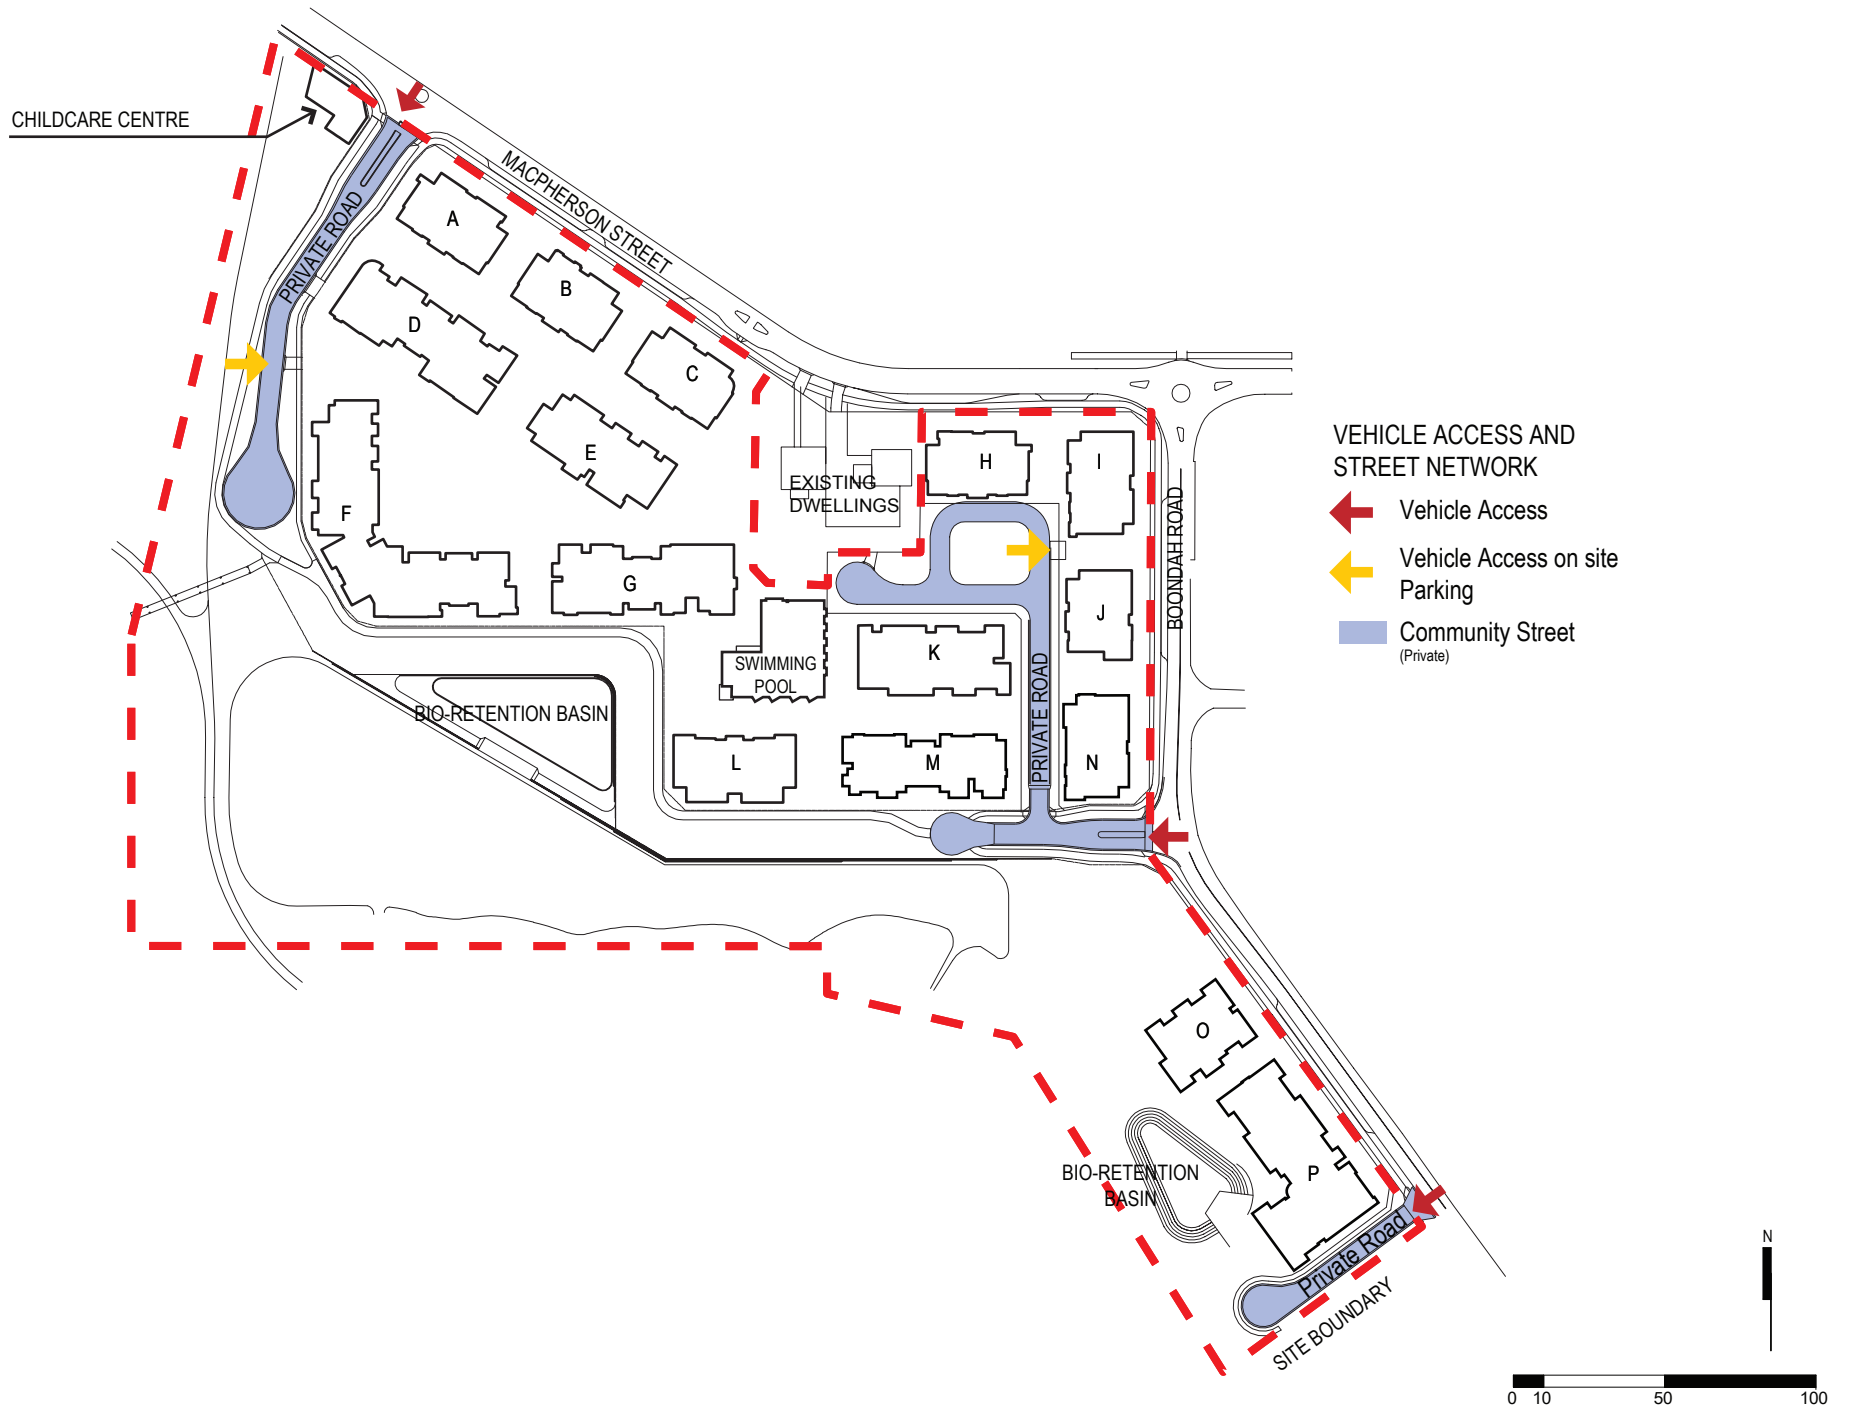 CHILDCARE CENTRE
MACPHERSON STREET
PRIVATE ROAD
A
B
C
D
E
F
G
EXISTING
DWELLINGS
H
I
J
K
L
M
N
BOONDAH ROAD
PRIVATE ROAD
SWIMMING
POOL
BIO-RETENTION BASIN
O
P
BIO-RETENTION
BASIN
Private Road
SITE BOUNDARY
VEHICLE ACCESS AND
STREET NETWORK
Vehicle Access
Vehicle Access on site
Parking
Community Street
(Private)
N
0 10 50 100